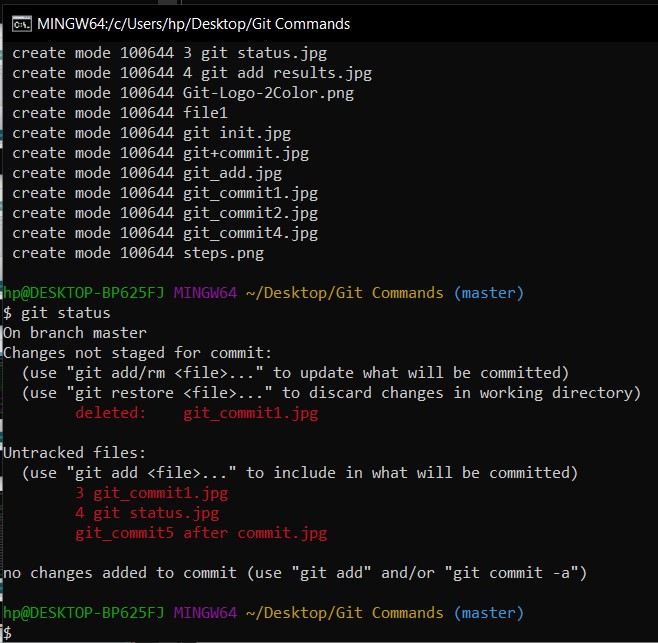 MINGW64:/c/Users/hp/Desktop/Git Commands
create mode 100644 3 git status.jpg
create mode 100644 4 git add results.jpg
create mode 100644 Git-Logo-2Color.png
create mode 100644 file1
create mode 100644 git init.jpg
create mode 100644 git+commit.jpg
create mode 100644 git_add.jpg
create mode 100644 git_commit1.jpg
create mode 100644 git_commit2.jpg
create mode 100644 git_commit4.jpg
create mode 100644 steps.png
hp@DESKTOP-BP625FJ MINGW64 ~/Desktop/Git Commands (master)
$ git status
On branch master
Changes not staged for commit:
(use "git add/rm <file>..." to update what will be committed)
(use "git restore <file>..." to discard changes in working directory)
deleted:    git_commit1.jpg
Untracked files:
(use "git add <file>..." to include in what will be committed)
3 git_commit1.jpg
4 git status.jpg
git_commit5 after commit.jpg
no changes added to commit (use "git add" and/or "git commit -a")
hp@DESKTOP-BP625FJ MINGW64 ~/Desktop/Git Commands (master)
$